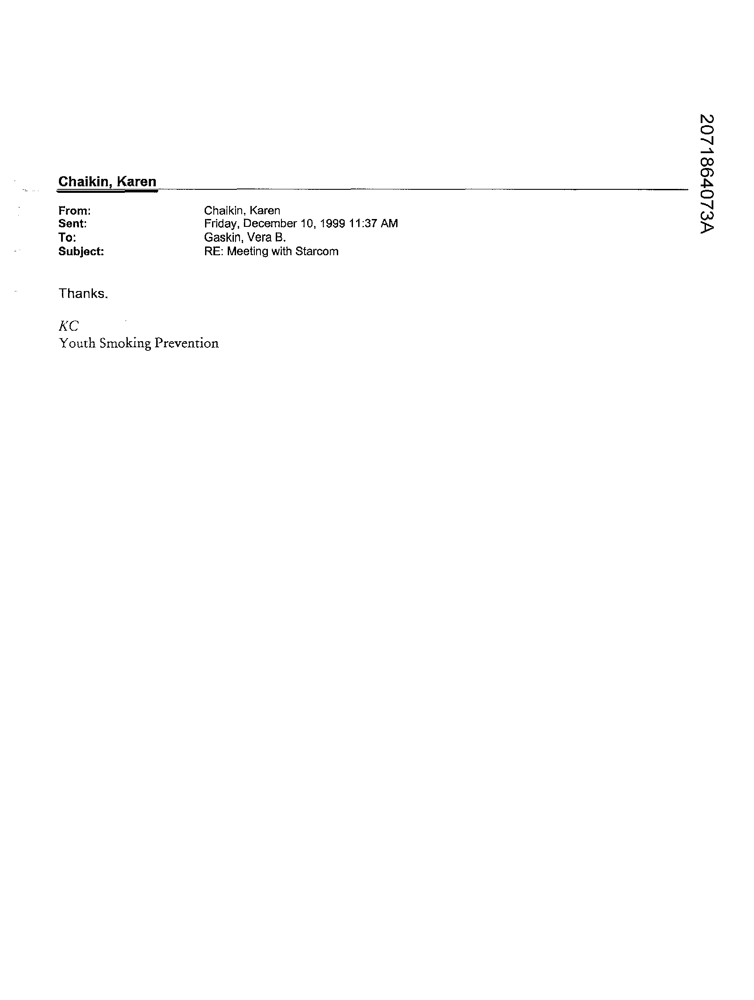 2071864073A
Chaikin, Karen
From: Chaikin, Karen
Sent: Friday, December 10, 1999 11:37 AM
To: Gaskin, Vera B.
Subject: RE: Meeting with Starcom
Thanks.
KC
Youth Smoking Prevention